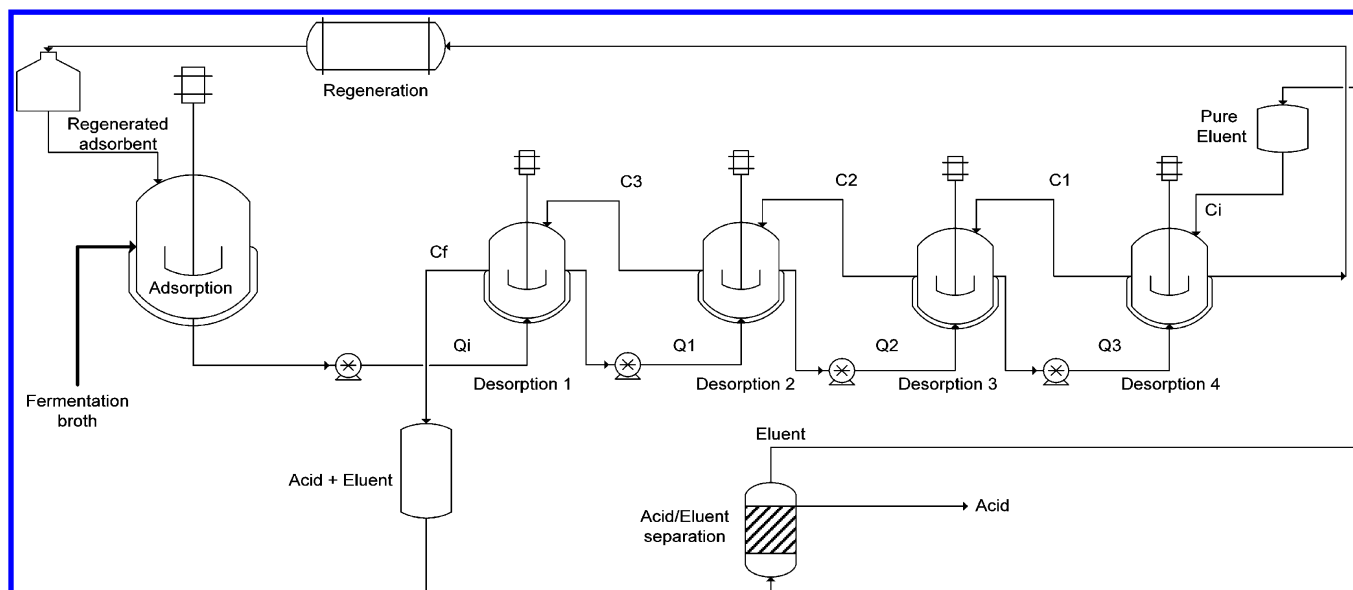 Regeneration
Regenerated
adsorbent
Pure
Eluent
C3
C2
C1
Ci
Cf
Adsorption
Qi
Q1
Q2
Q3
Desorption 1
Desorption 2
Desorption 3
Desorption 4
Fermentation
broth
Eluent
Acid + Eluent
Acid
Acid/Eluent
separation